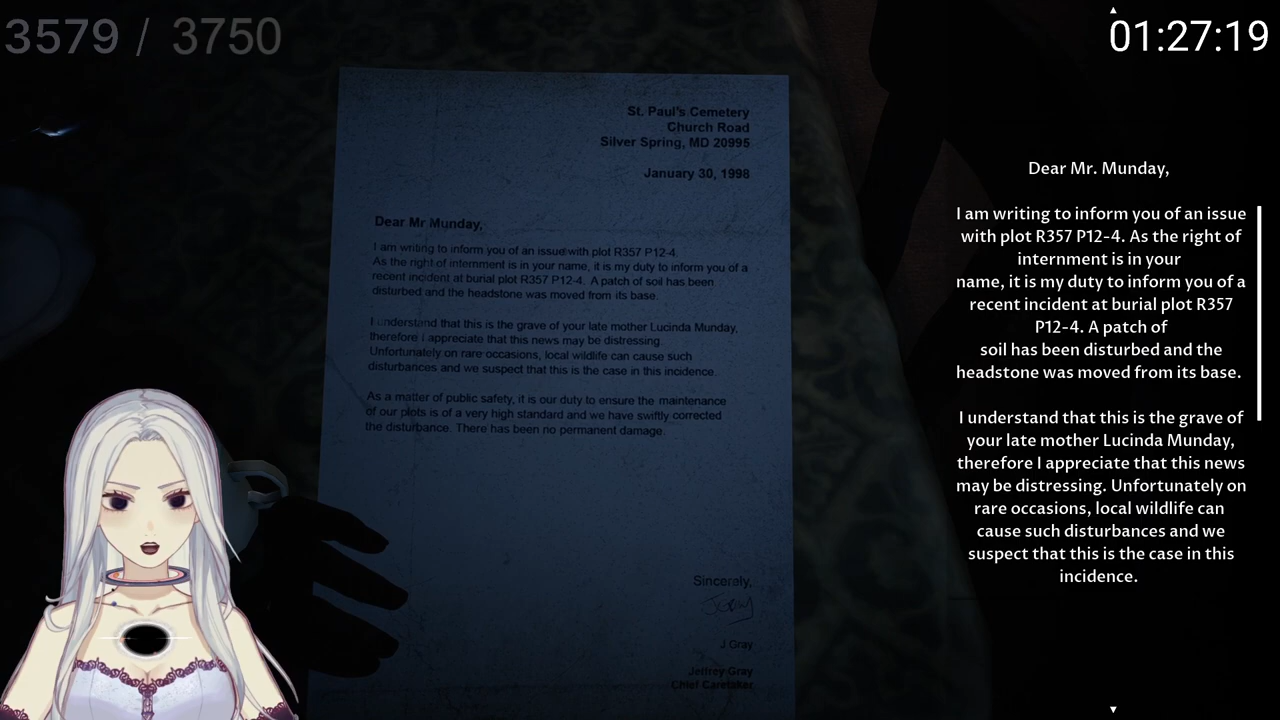 3579 / 3750
01:27:19
St. Paul's Cemetery
Church Road
Silver Spring, MD 20995
January 30, 1998
Dear Mr Munday,
I am writing to inform you of an issue with plot R357 P12-4.
As the right of internment is in your name, it is my duty to inform you of a
recent incident at burial plot R357 P12-4. A patch of soil has been
disturbed and the headstone was moved from its base.
I understand that this is the grave of your late mother Lucinda Munday,
therefore i appreciate that this news may be distressing.
Unfortunately on rare occasions, local wildlife can cause such
disturbances and we suspect that this is the case in this incidence.
As a matter of public safety, it is our duty to ensure the maintenance
of our plots is of a very high standard and we have swiftly corrected
the disturbance. There has been no permanent damage.
Sincerely,
JGray
J Gray
Jeffrey Gray
Chief Caretaker
Dear Mr. Munday,
I am writing to inform you of an issue
with plot R357 P12-4. As the right of
internment is in your
name, it is my duty to inform you of a
recent incident at burial plot R357
P12-4. A patch of
soil has been disturbed and the
headstone was moved from its base.
I understand that this is the grave of
your late mother Lucinda Munday,
therefore I appreciate that this news
may be distressing. Unfortunately on
rare occasions, local wildlife can
cause such disturbances and we
suspect that this is the case in this
incidence.